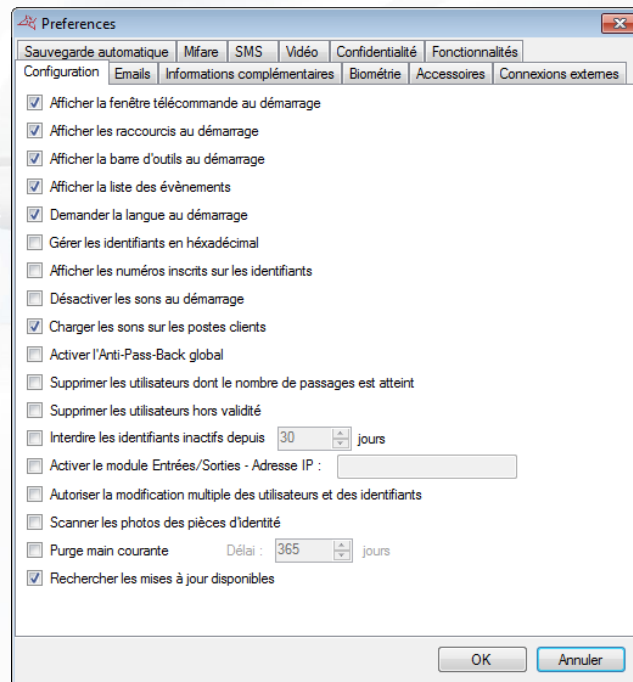 Preferences
Sauvegarde automatique Mifare SMS Vidéo Confidentialité Fonctionnalités
Configuration Emails Informations complémentaires Biométrie Accessoires Connexions externes
Afficher la fenêtre télécommande au démarrage
Afficher les raccourcis au démarrage
Afficher la barre d'outils au démarrage
Afficher la liste des évènements
Demander la langue au démarrage
Gérer les identifiants en héxadécimal
Afficher les numéros inscrits sur les identifiants
Désactiver les sons au démarrage
Charger les sons sur les postes clients
Activer l'Anti-Pass-Back global
Supprimer les utilisateurs dont le nombre de passages est atteint
Supprimer les utilisateurs hors validité
Interdire les identifiants inactifs depuis 30 jours
Activer le module Entrées/Sorties - Adresse IP :
Autoriser la modification multiple des utilisateurs et des identifiants
Scanner les photos des pièces d'identité
Purge main courante Délai : 365 jours
Rechercher les mises à jour disponibles
OK Annuler